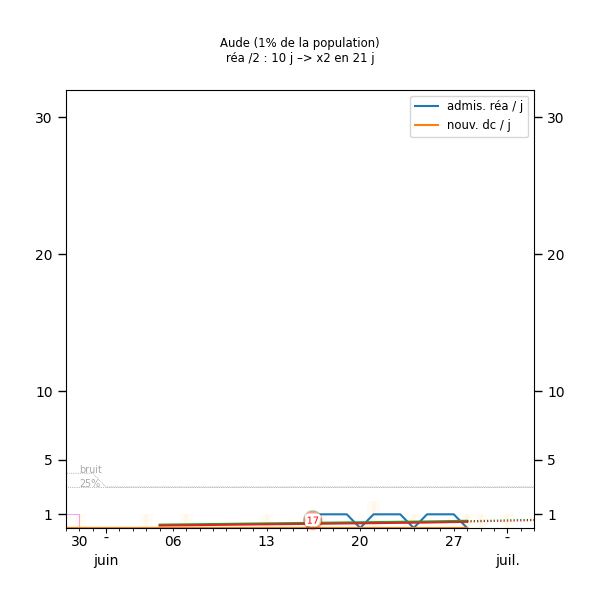 Aude (1% de la population)
réa /2 : 10 j –> x2 en 21 j
admis. réa / j
nouv. dc / j
30
30
20
20
10
10
5
5
bruit
25%
1
1
17
30 - 06 13 20 27 -
juin juil.